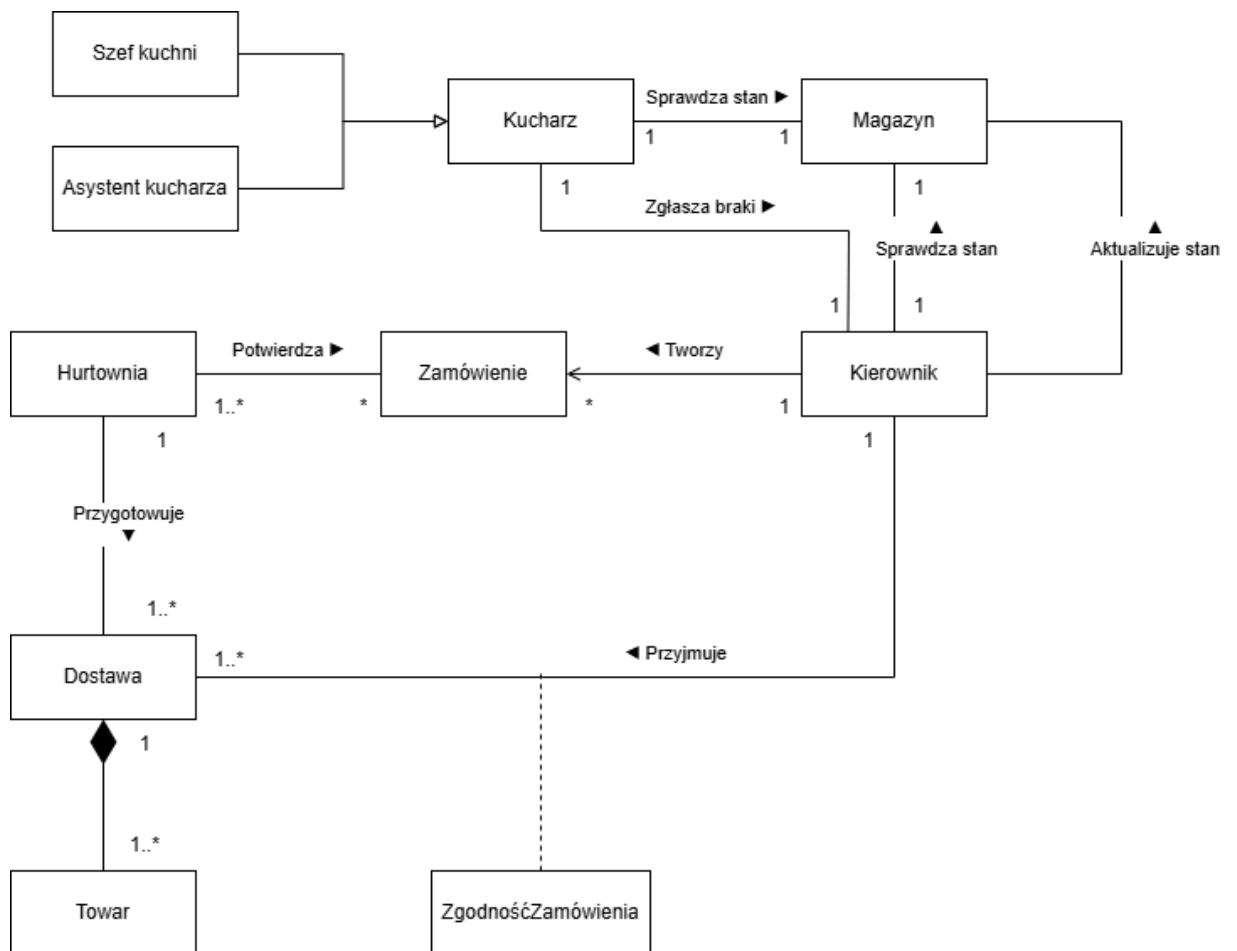 Szef kuchni
Kucharz
Sprawdza stan ►
1
1
Magazyn
Asystent kucharza
1
Zgłasza braki ►
1
▲
Sprawdza stan
▲
Aktualizuje stan
1
1
Hurtownia
Potwierdza ►
1..*
*
Zamówienie
◄ Tworzy
*
1
Kierownik
1
1
Przygotowuje
▼
1..*
Dostawa
1..*
◄ Przyjmuje
1
1..*
Towar
ZgodnośćZamówienia